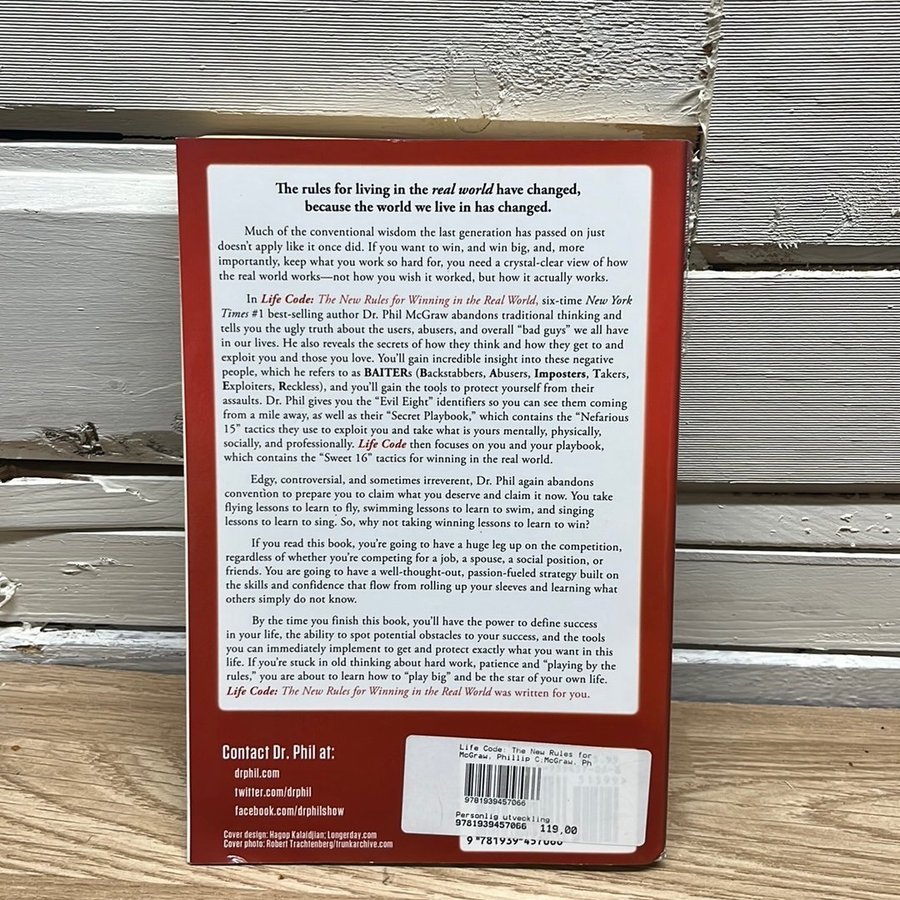 The rules for living in the real world have changed,
because the world we live in has changed.
Much of the conventional wisdom the last generation has passed on just
doesn't apply like it once did. If you want to win, and win big, and, more
importantly, keep what you work so hard for, you need a crystal-clear view of how
the real world works—not how you wish it worked, but how it actually works.
In Life Code: The New Rules for Winning in the Real World, six-time New York
Times #1 best-selling author Dr. Phil McGraw abandons traditional thinking and
tells you the ugly truth about the users, abusers, and overall "bad guys" we all have
in our lives. He also reveals the secrets of how they think and how they get to and
exploit you and those you love. You'll gain incredible insight into these negative
people, which he refers to as BAITERs (Backstabbers, Abusers, Imposters, Takers,
Exploiters, Reckless), and you'll gain the tools to protect yourself from their
assaults. Dr. Phil gives you the "Evil Eight" identifiers so you can see them coming
from a mile away, as well as their "Secret Playbook," which contains the "Nefarious
15" tactics they use to exploit you and take what is yours mentally, physically,
socially, and professionally. Life Code then focuses on you and your playbook,
which contains the "Sweet 16" tactics for winning in the real world.
Edgy, controversial, and sometimes irreverent, Dr. Phil again abandons
convention to prepare you to claim what you deserve and claim it now. You take
flying lessons to learn to fly, swimming lessons to learn to swim, and singing
lessons to learn to sing. So, why not taking winning lessons to learn to win?
If you read this book, you're going to have a huge leg up on the competition,
regardless of whether you're competing for a job, a spouse, a social position, or
friends. You are going to have a well-thought-out, passion-fueled strategy built on
the skills and confidence that flow from rolling up your sleeves and learning what
others simply do not know.
By the time you finish this book, you'll have the power to define success
in your life, the ability to spot potential obstacles to your success, and the tools
you can immediately implement to get and protect exactly what you want in this
life. If you're stuck in old thinking about hard work, patience and "playing by the
rules," you are about to learn how to "play big" and be the star of your own life.
Life Code: The New Rules for Winning in the Real World was written for you.
Contact Dr. Phil at:
drphil.com
twitter.com/drphil
facebook.com/drphilshow
Cover design: Hagop Kalaidjian; Longerday.com
Cover photo: Robert Trachtenberg/trunkarchive.com
Life Code: The New Rules for
McGraw, Phillip C.McGraw, Ph
9781939457066
Personlig utveckling
9781939457066 119,00
9 781939 457066